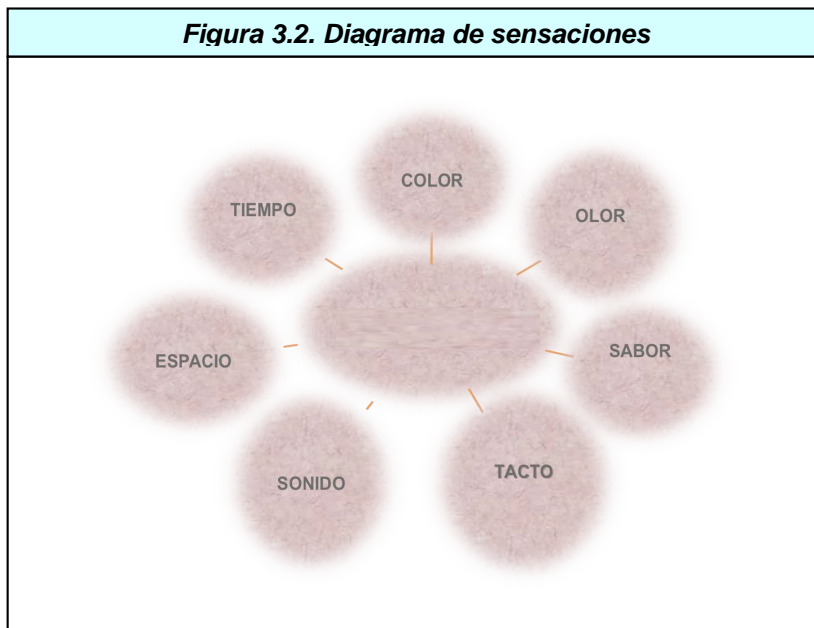 Figura 3.2. Diagrama de sensaciones
COLOR
TIEMPO
OLOR
ESPACIO
SABOR
SONIDO
TACTO